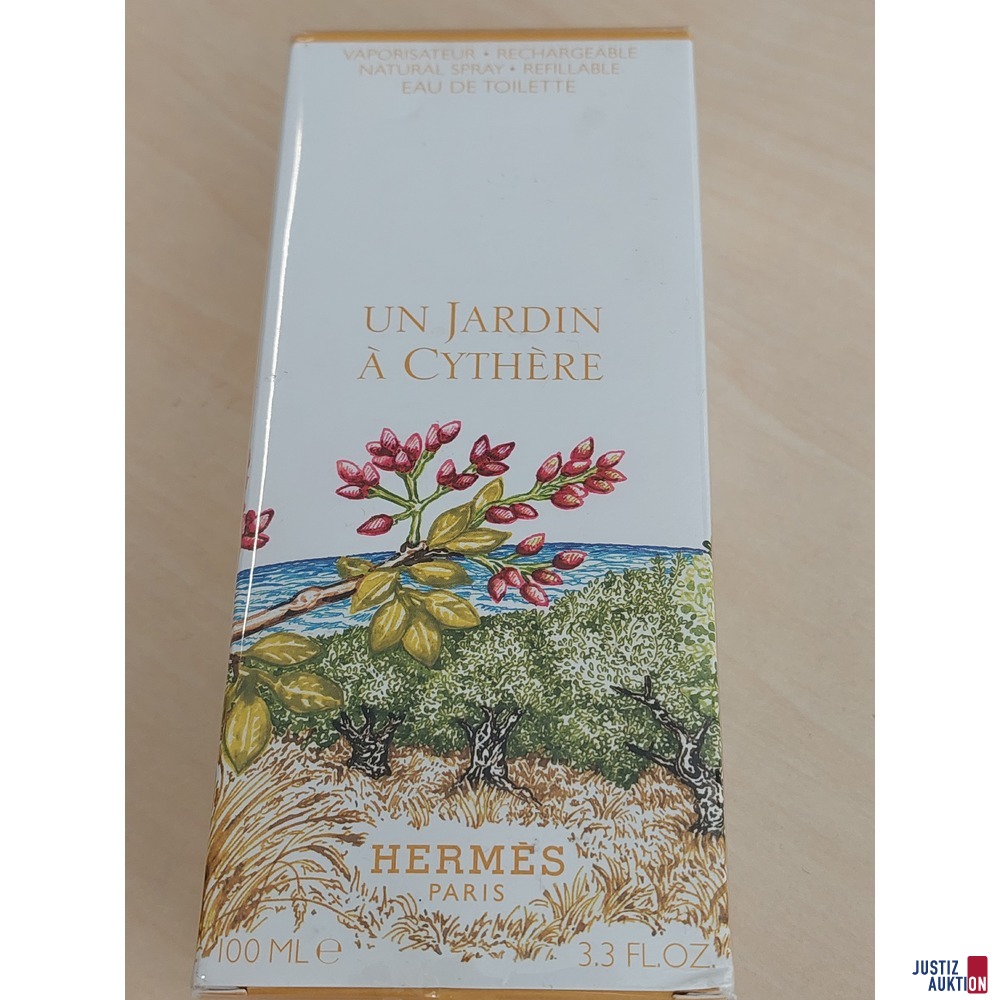 VAPORISATEUR • RECHARGEABLE
NATURAL SPRAY • REFILLABLE
EAU DE TOILETTE
UN JARDIN
À CYTHÈRE
HERMÈS
PARIS
100 ML ℮
3.3 FL.OZ.
JUSTIZ
AUKTION